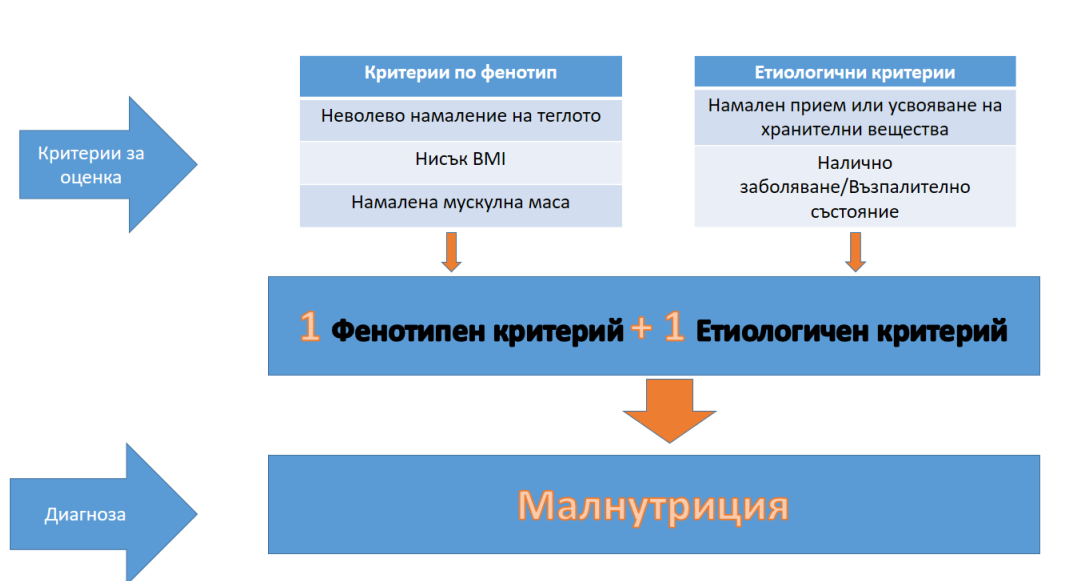 Критерии за
оценка
Критерии по фенотип
Неволево намаление на теглото
Нисък BMI
Намалена мускулна маса
Етиологични критерии
Намален прием или усвояване на
хранителни вещества
Налично
заболяване/Възпалително
състояние
1 Фенотипен критерий + 1 Етиологичен критерий
Диагноза
Малнутриция